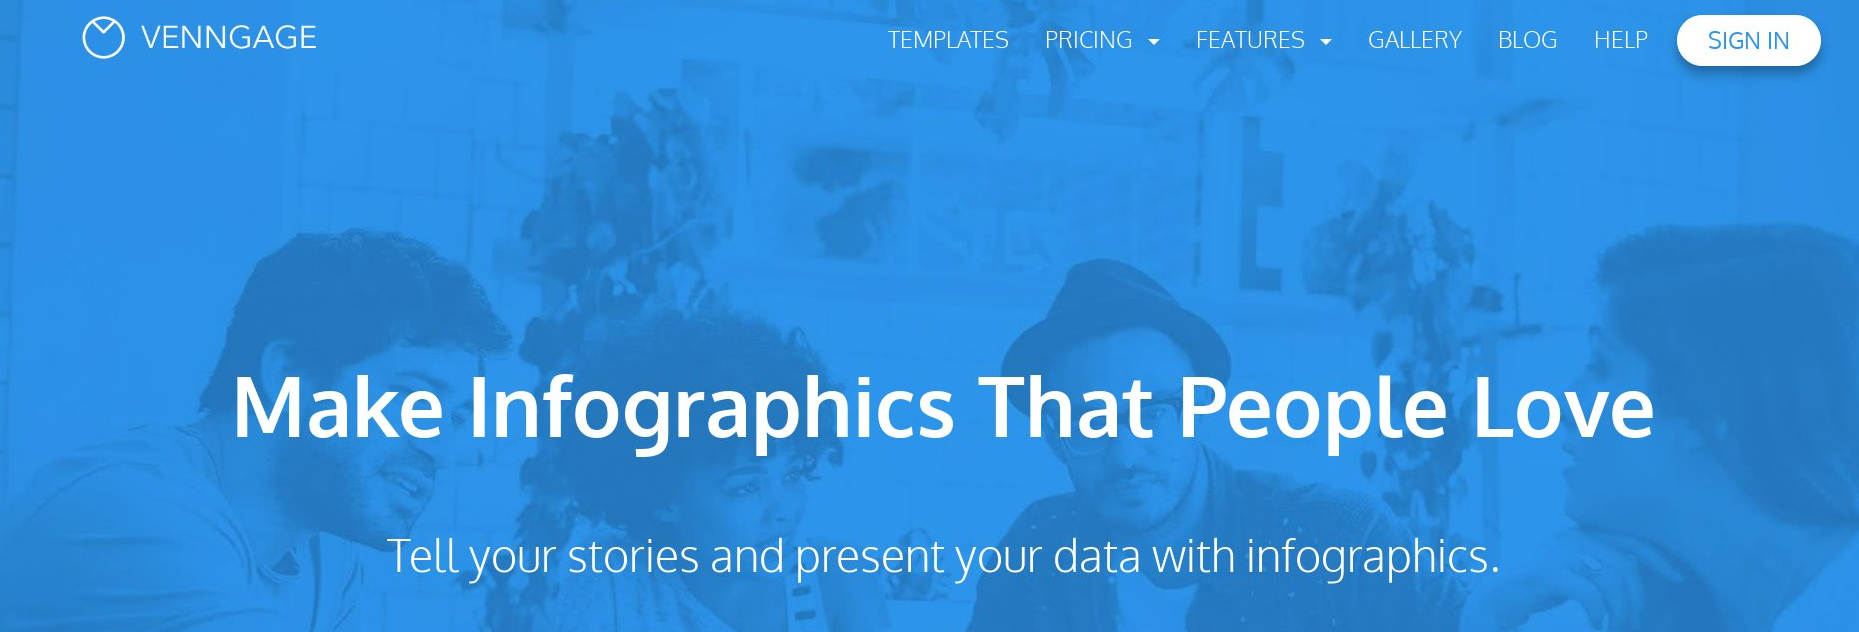 VENNGAGE
TEMPLATES PRICING FEATURES GALLERY BLOG HELP SIGN IN
Make Infographics That People Love
Tell your stories and present your data with infographics.